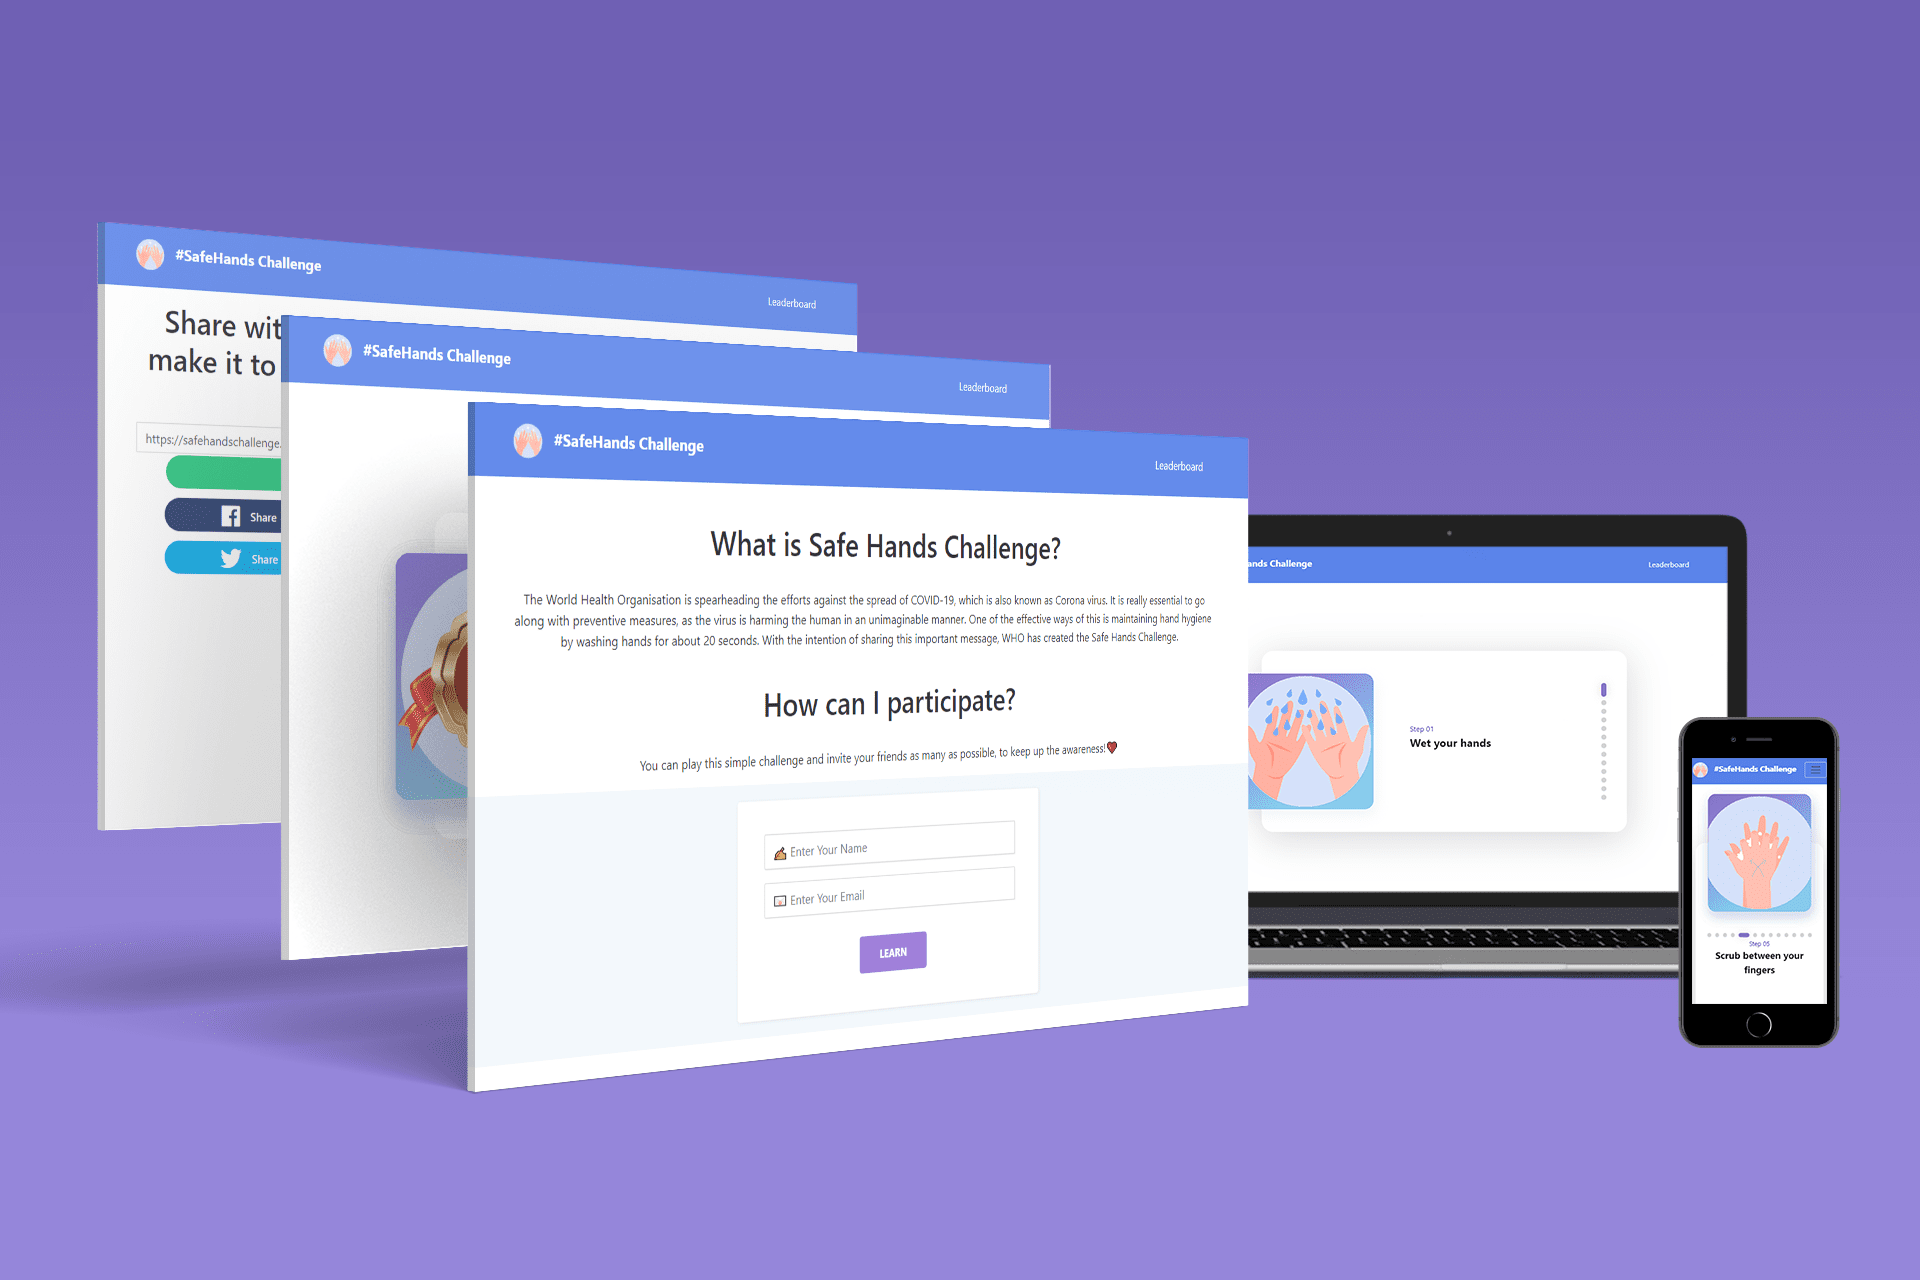 #SafeHands Challenge
Leaderboard
Share wit
make it to
https://safehandschallenge.
Share
Share
#SafeHands Challenge
Leaderboard
#SafeHands Challenge
Leaderboard
What is Safe Hands Challenge?
The World Health Organisation is spearheading the efforts against the spread of COVID-19, which is also known as Corona virus. It is really essential to go
along with preventive measures, as the virus is harming the human in an unimaginable manner. One of the effective ways of this is maintaining hand hygiene
by washing hands for about 20 seconds. With the intention of sharing this important message, WHO has created the Safe Hands Challenge.
How can I participate?
You can play this simple challenge and invite your friends as many as possible, to keep up the awareness!
Enter Your Name
Enter Your Email
LEARN
ands Challenge
Leaderboard
Step 01
Wet your hands
#SafeHands Challenge
Step 05
Scrub between your
fingers